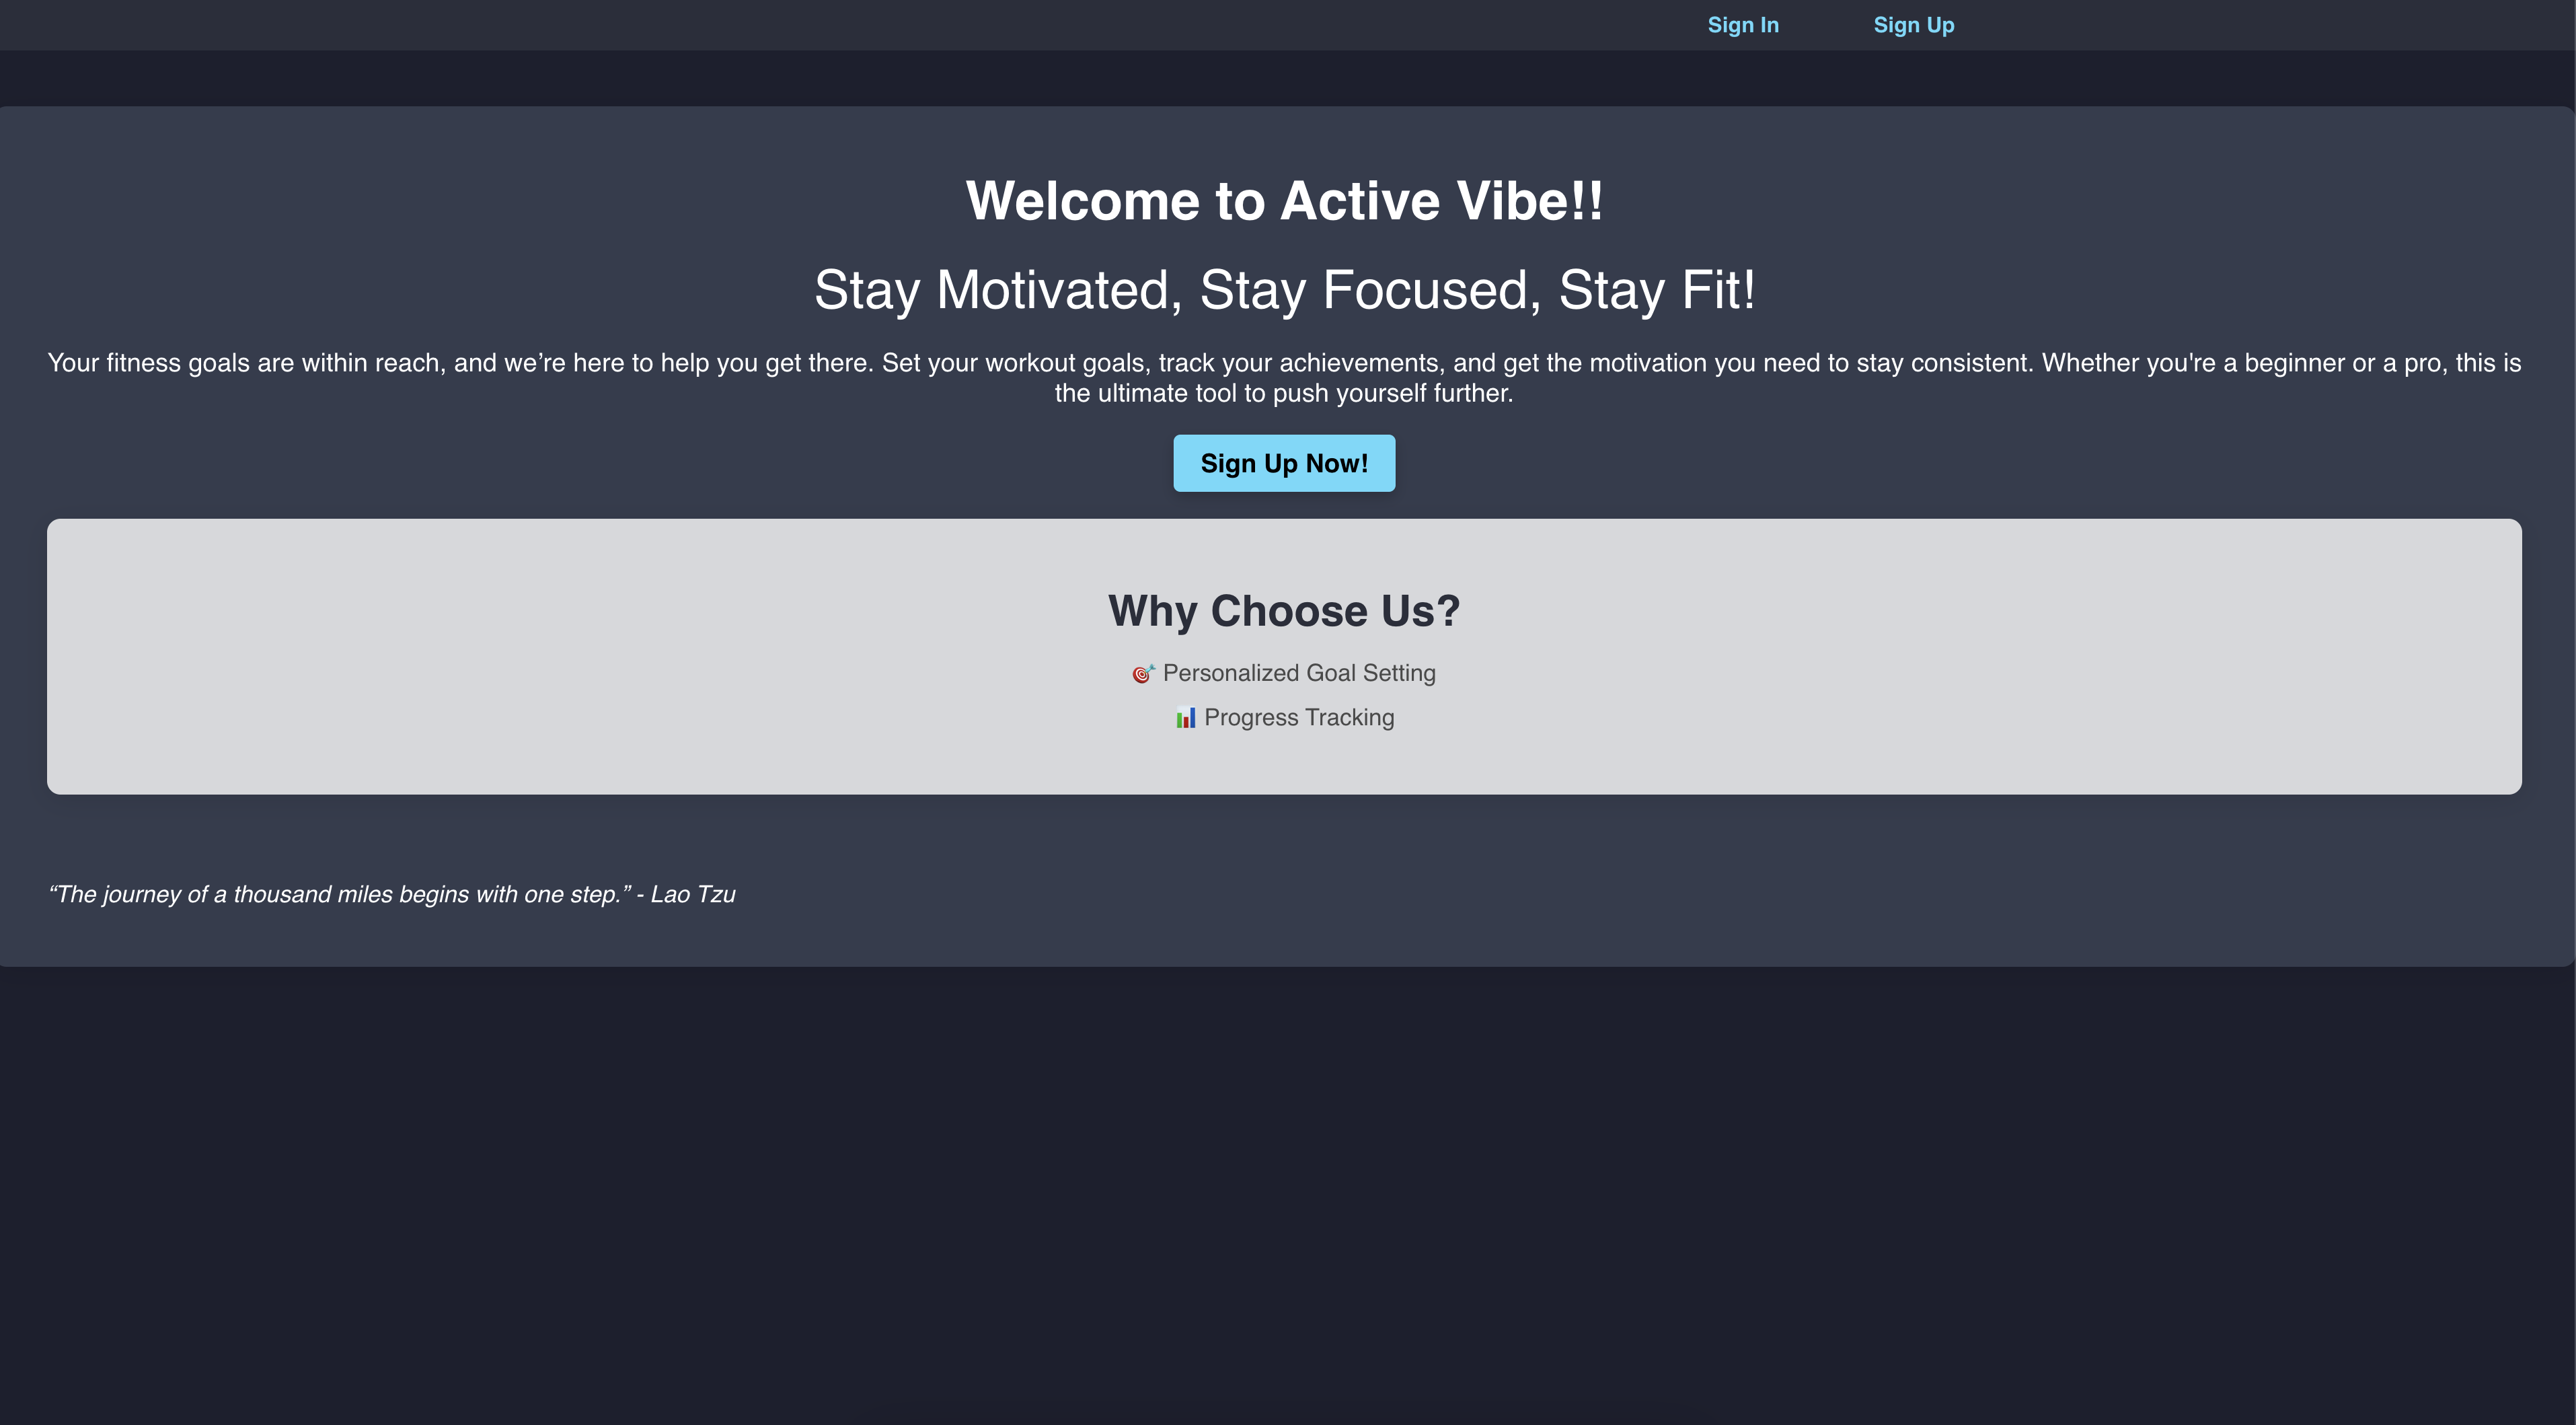 Sign In Sign Up
Welcome to Active Vibe!!
Stay Motivated, Stay Focused, Stay Fit!
Your fitness goals are within reach, and we’re here to help you get there. Set your workout goals, track your achievements, and get the motivation you need to stay consistent. Whether you're a beginner or a pro, this is
the ultimate tool to push yourself further.
Sign Up Now!
Why Choose Us?
🎯 Personalized Goal Setting
📊 Progress Tracking
“The journey of a thousand miles begins with one step.” - Lao Tzu